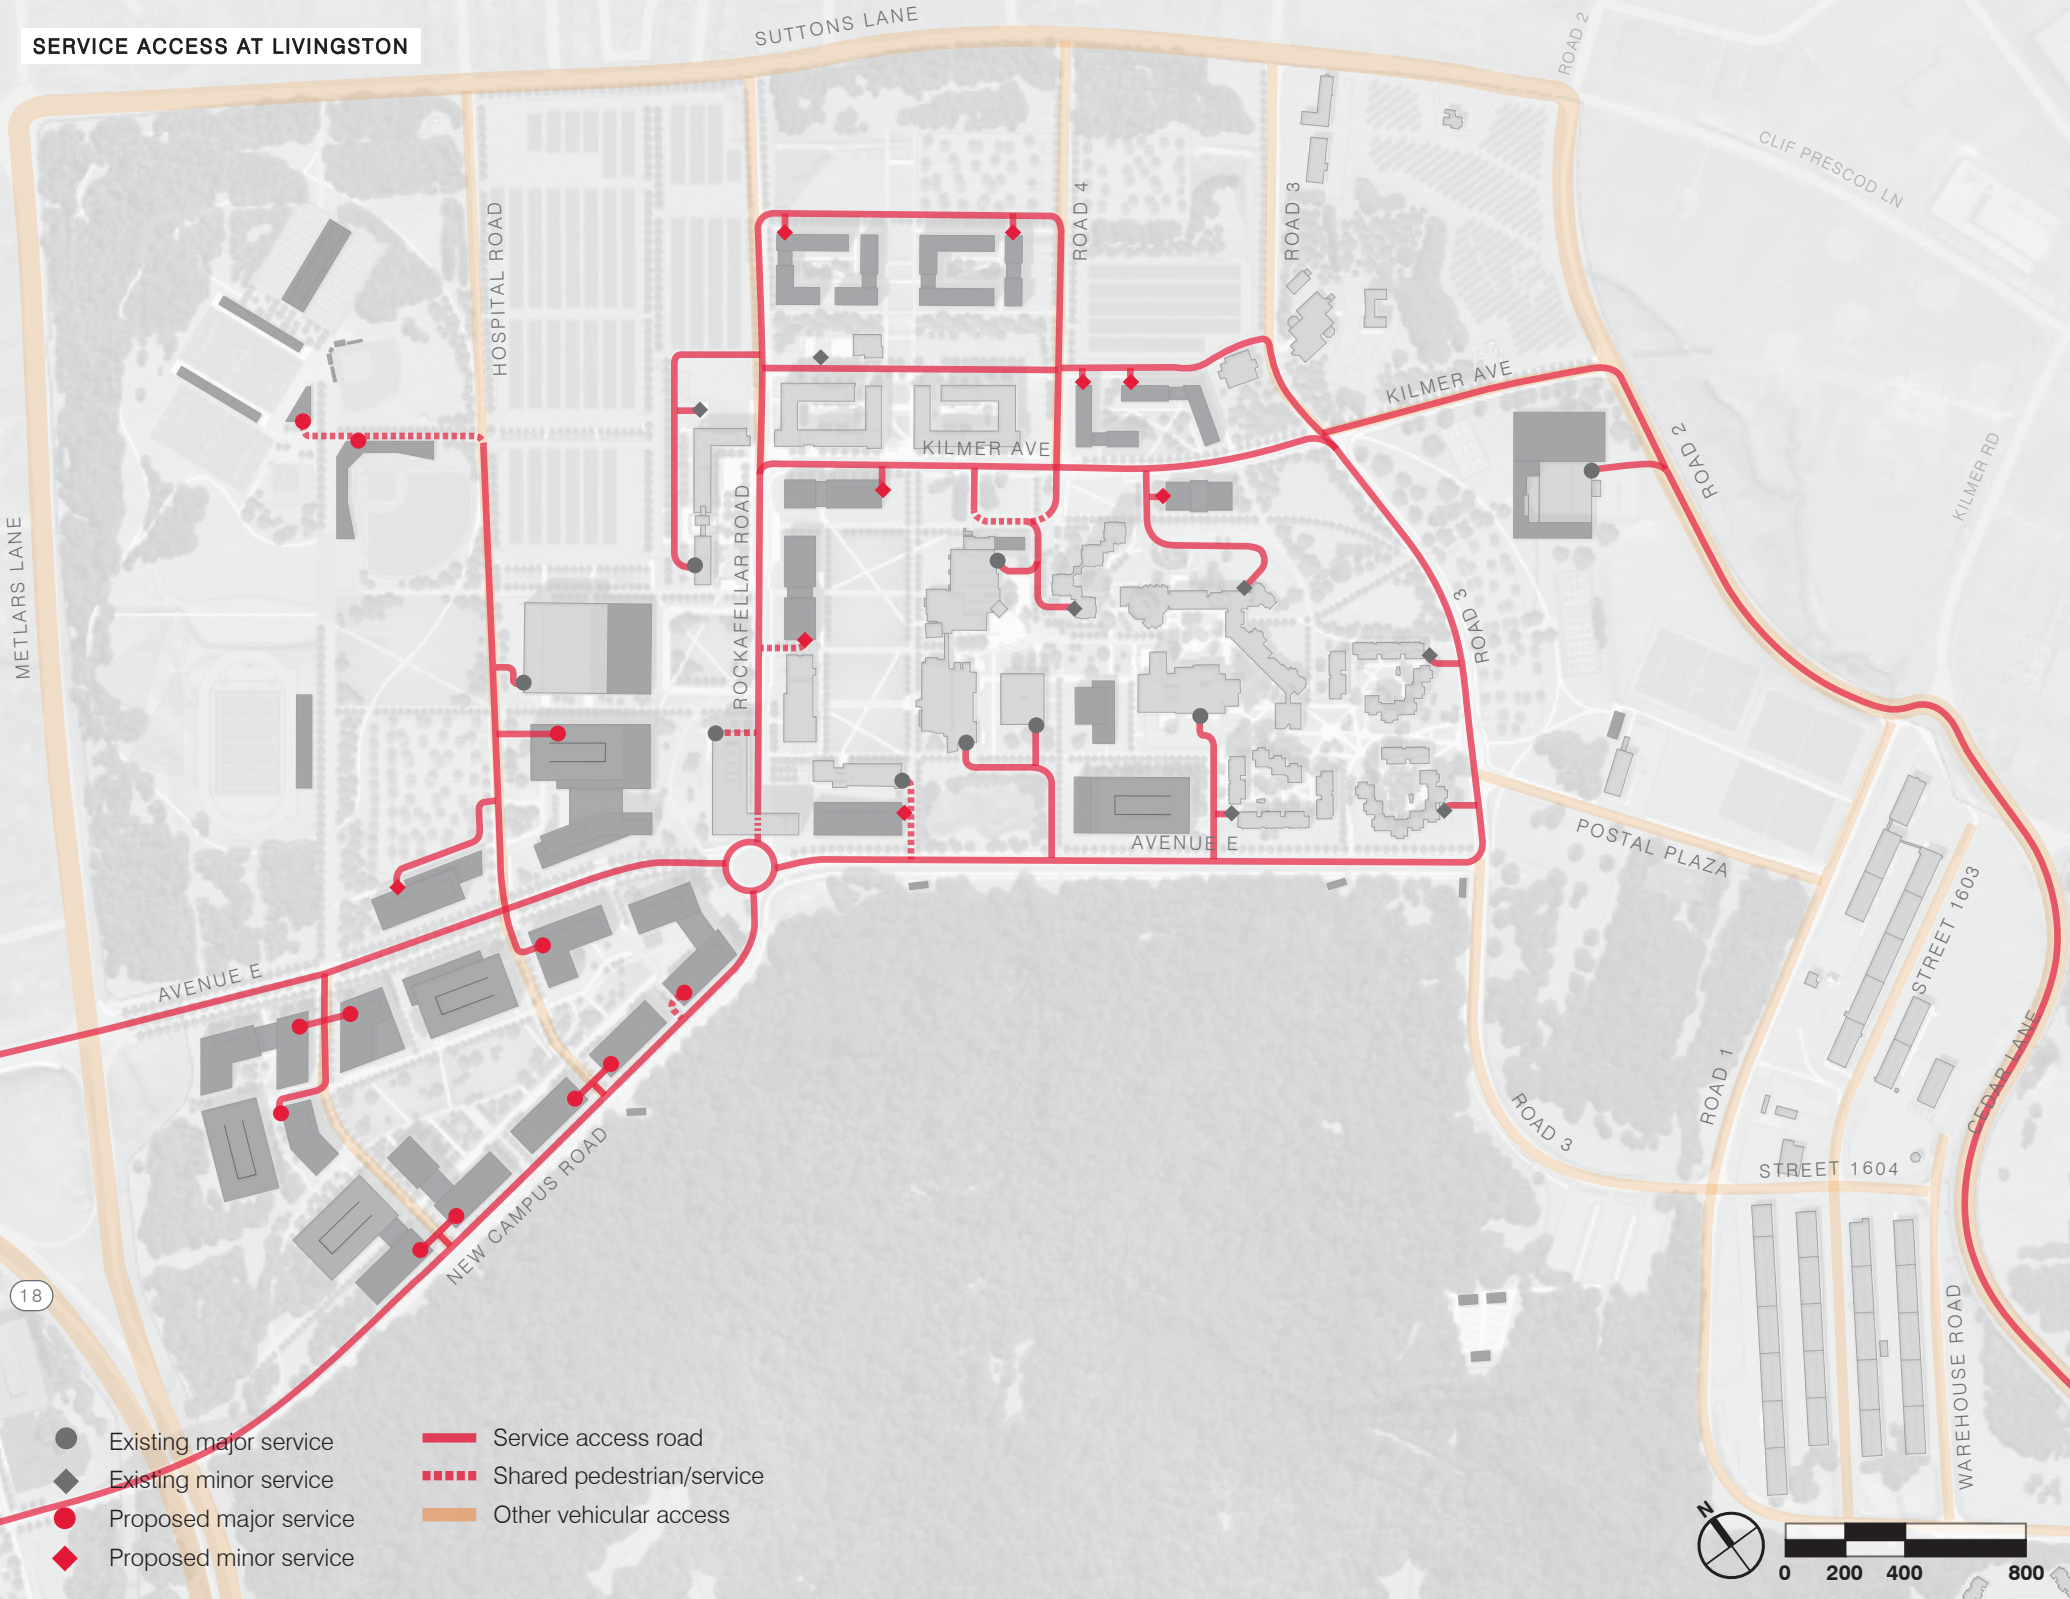 SERVICE ACCESS AT LIVINGSTON
SUTTONS LANE
ROAD 2
CLIF PRESCOD LN
HOSPITAL ROAD
ROAD 4
ROAD 3
KILMER AVE
KILMER AVE
ROAD 2
KILMER RD
METLARS LANE
ROCKAFELLAR ROAD
ROAD 3
AVENUE E
POSTAL PLAZA
STREET 1603
AVENUE E
CEDAR LANE
ROAD 1
ROAD 3
STREET 1604
NEW CAMPUS ROAD
WAREHOUSE ROAD
18
Existing major service
Existing minor service
Proposed major service
Proposed minor service
Service access road
Shared pedestrian/service
Other vehicular access
N
0 200 400 800